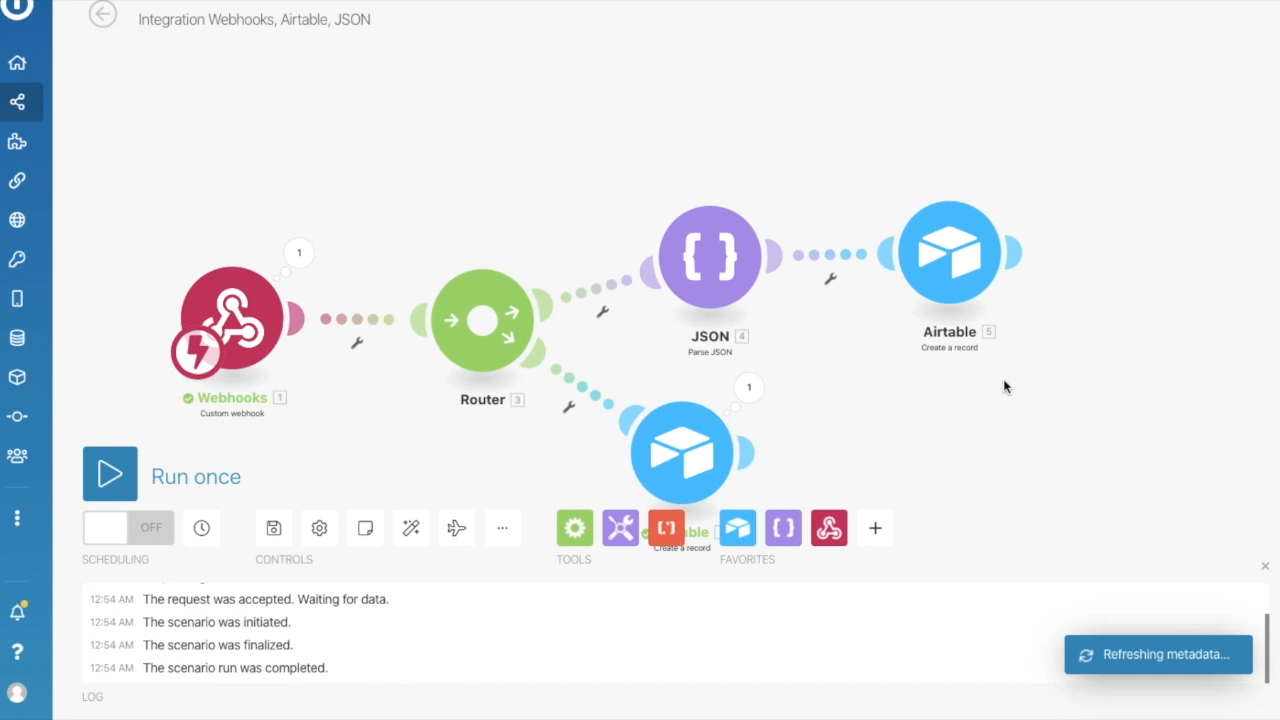 Integration Webhooks, Airtable, JSON
1
JSON 4
Parse JSON
Airtable 5
Create a record
Webhooks 1
Custom webhook
Router 3
1
Run once
OFF
Create a record
SCHEDULING
CONTROLS
TOOLS
FAVORITES
12:54 AM The request was accepted. Waiting for data.
12:54 AM The scenario was initiated.
12:54 AM The scenario was finalized.
12:54 AM The scenario run was completed.
Refreshing metadata...
LOG